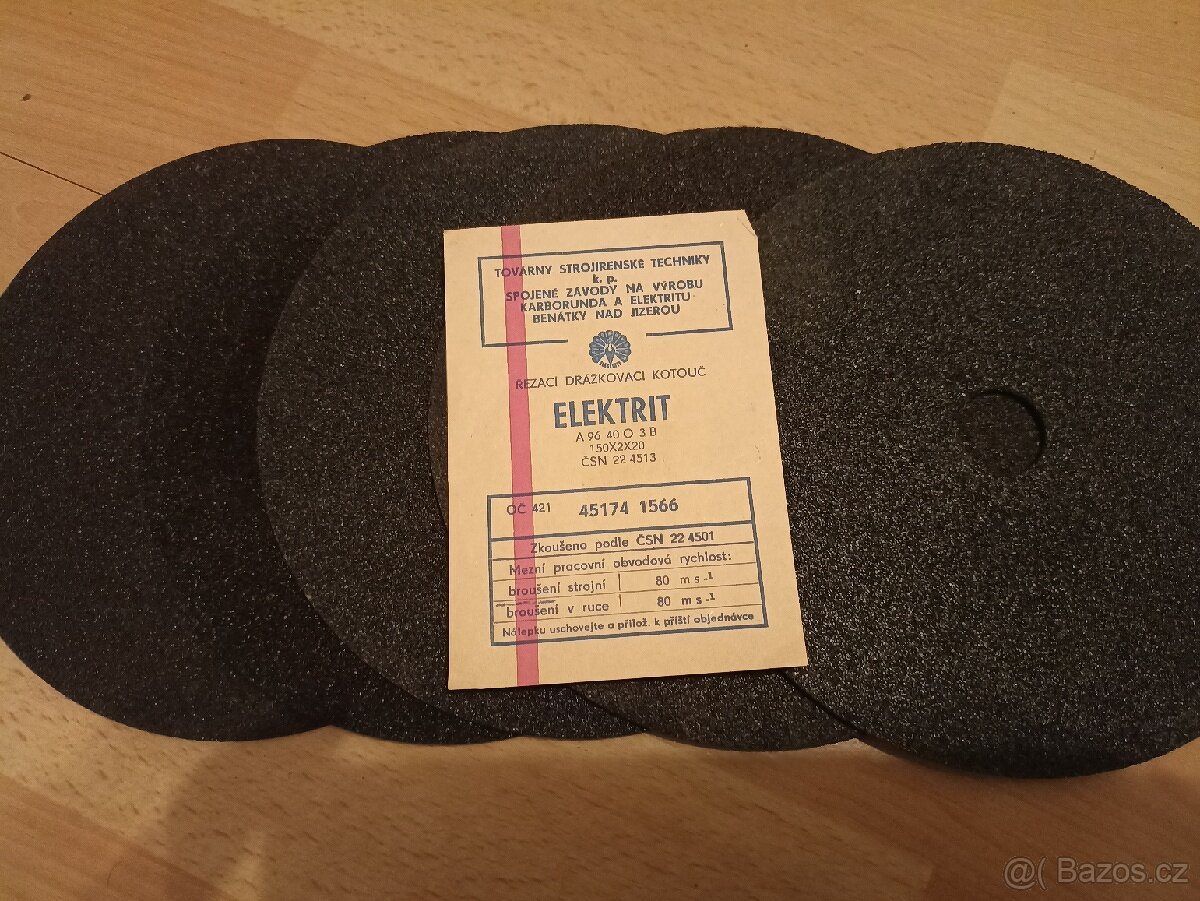 TOVÁRNY STROJÍRENSKÉ TECHNIKY
k. p.
SPOJENÉ ZÁVODY NA VÝROBU
KARBORUNDA A ELEKTRITU
BENÁTKY NAD JIZEROU
ŘEZACÍ DRÁŽKOVACÍ KOTOUČ
ELEKTRIT
A 96 40 O 3 B
150X2X20
ČSN 22 4513
OČ 421 45174 1566
Zkoušeno podle ČSN 22 4501
Mezní pracovní obvodová rychlost:
broušení strojní 80 m s-1
broušení v ruce 80 m s-1
Nálepku uschovejte a přilož. k příští objednávce
@( Bazos.cz